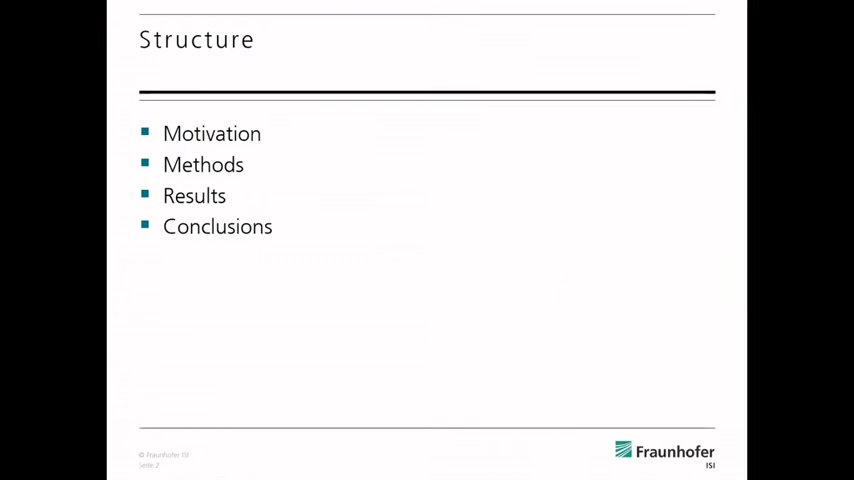 Structure
Motivation
Methods
Results
Conclusions
© Fraunhofer ISI
Seite 2
Fraunhofer
ISI